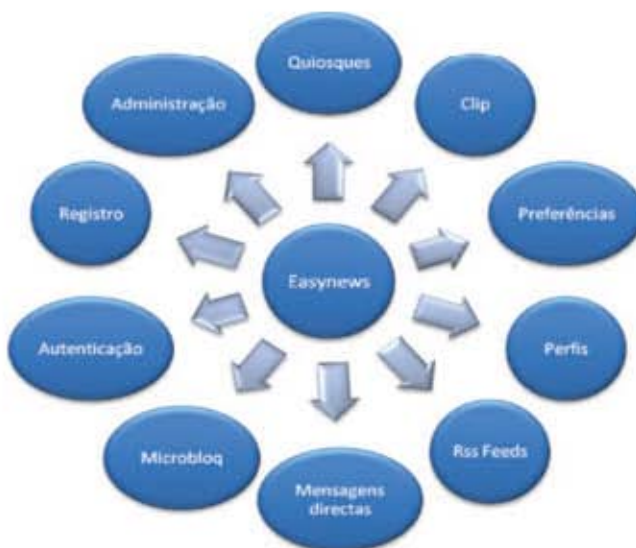 Quiosques
Administração
Clip
Registro
Preferências
Easynews
Autenticação
Perfis
Microbloq
Rss Feeds
Mensagens
directas